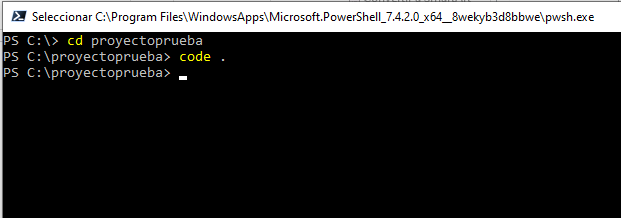 Seleccionar C:\Program Files\WindowsApps\Microsoft.PowerShell_7.4.2.0_x64__8wekyb3d8bbwe\pwsh.exe
PS C:\> cd proyectoprueba
PS C:\proyectoprueba> code .
PS C:\proyectoprueba>